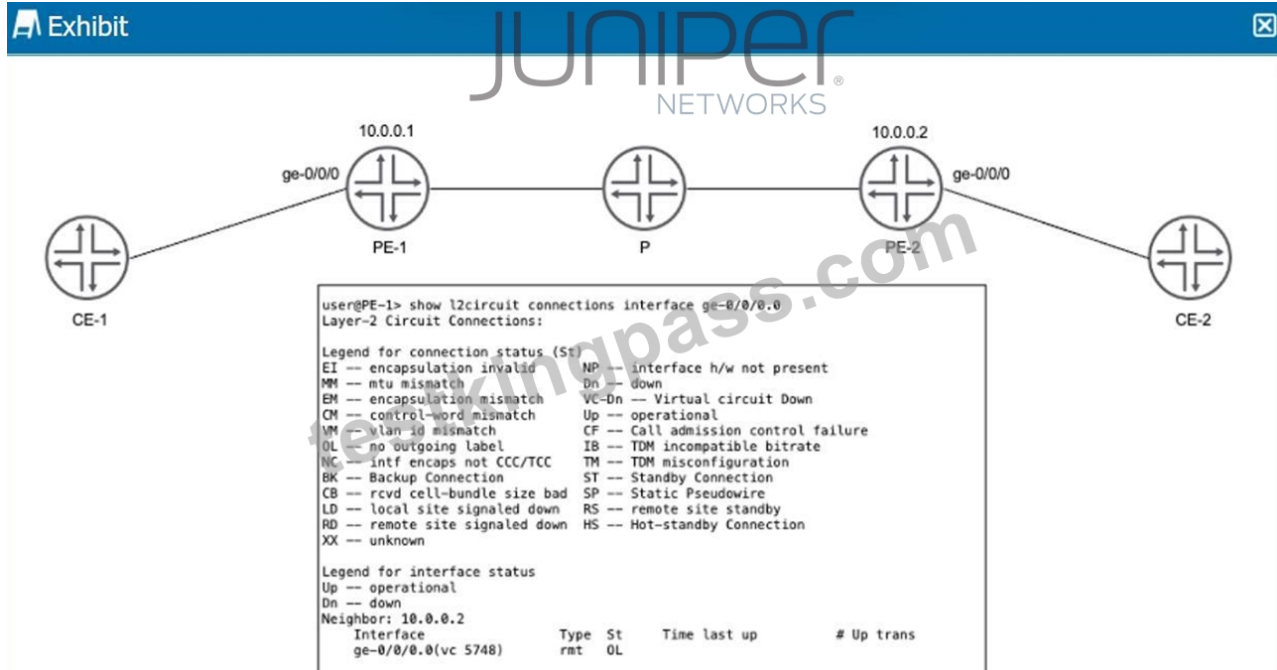 Exhibit
JUNIPER
NETWORKS
10.0.0.1
10.0.0.2
ge-0/0/0
ge-0/0/0
PE-1
P
PE-2
CE-1
CE-2
testkingpass.com
user@PE-1> show l2circuit connections interface ge-0/0/0.0
Layer-2 Circuit Connections:
Legend for connection status (St)
EI -- encapsulation invalid NP -- interface h/w not present
MM -- mtu mismatch Dn -- down
EM -- encapsulation mismatch VC-Dn -- Virtual circuit Down
CM -- control-word mismatch Up -- operational
VM -- vlan id mismatch CF -- Call admission control failure
OL -- no outgoing label IB -- TDM incompatible bitrate
NC -- intf encaps not CCC/TCC TM -- TDM misconfiguration
BK -- Backup Connection ST -- Standby Connection
CB -- rcvd cell-bundle size bad SP -- Static Pseudowire
LD -- local site signaled down RS -- remote site standby
RD -- remote site signaled down HS -- Hot-standby Connection
XX -- unknown
Legend for interface status
Up -- operational
Dn -- down
Neighbor: 10.0.0.2
Interface Type St Time last up # Up trans
ge-0/0/0.0(vc 5748) rmt OL